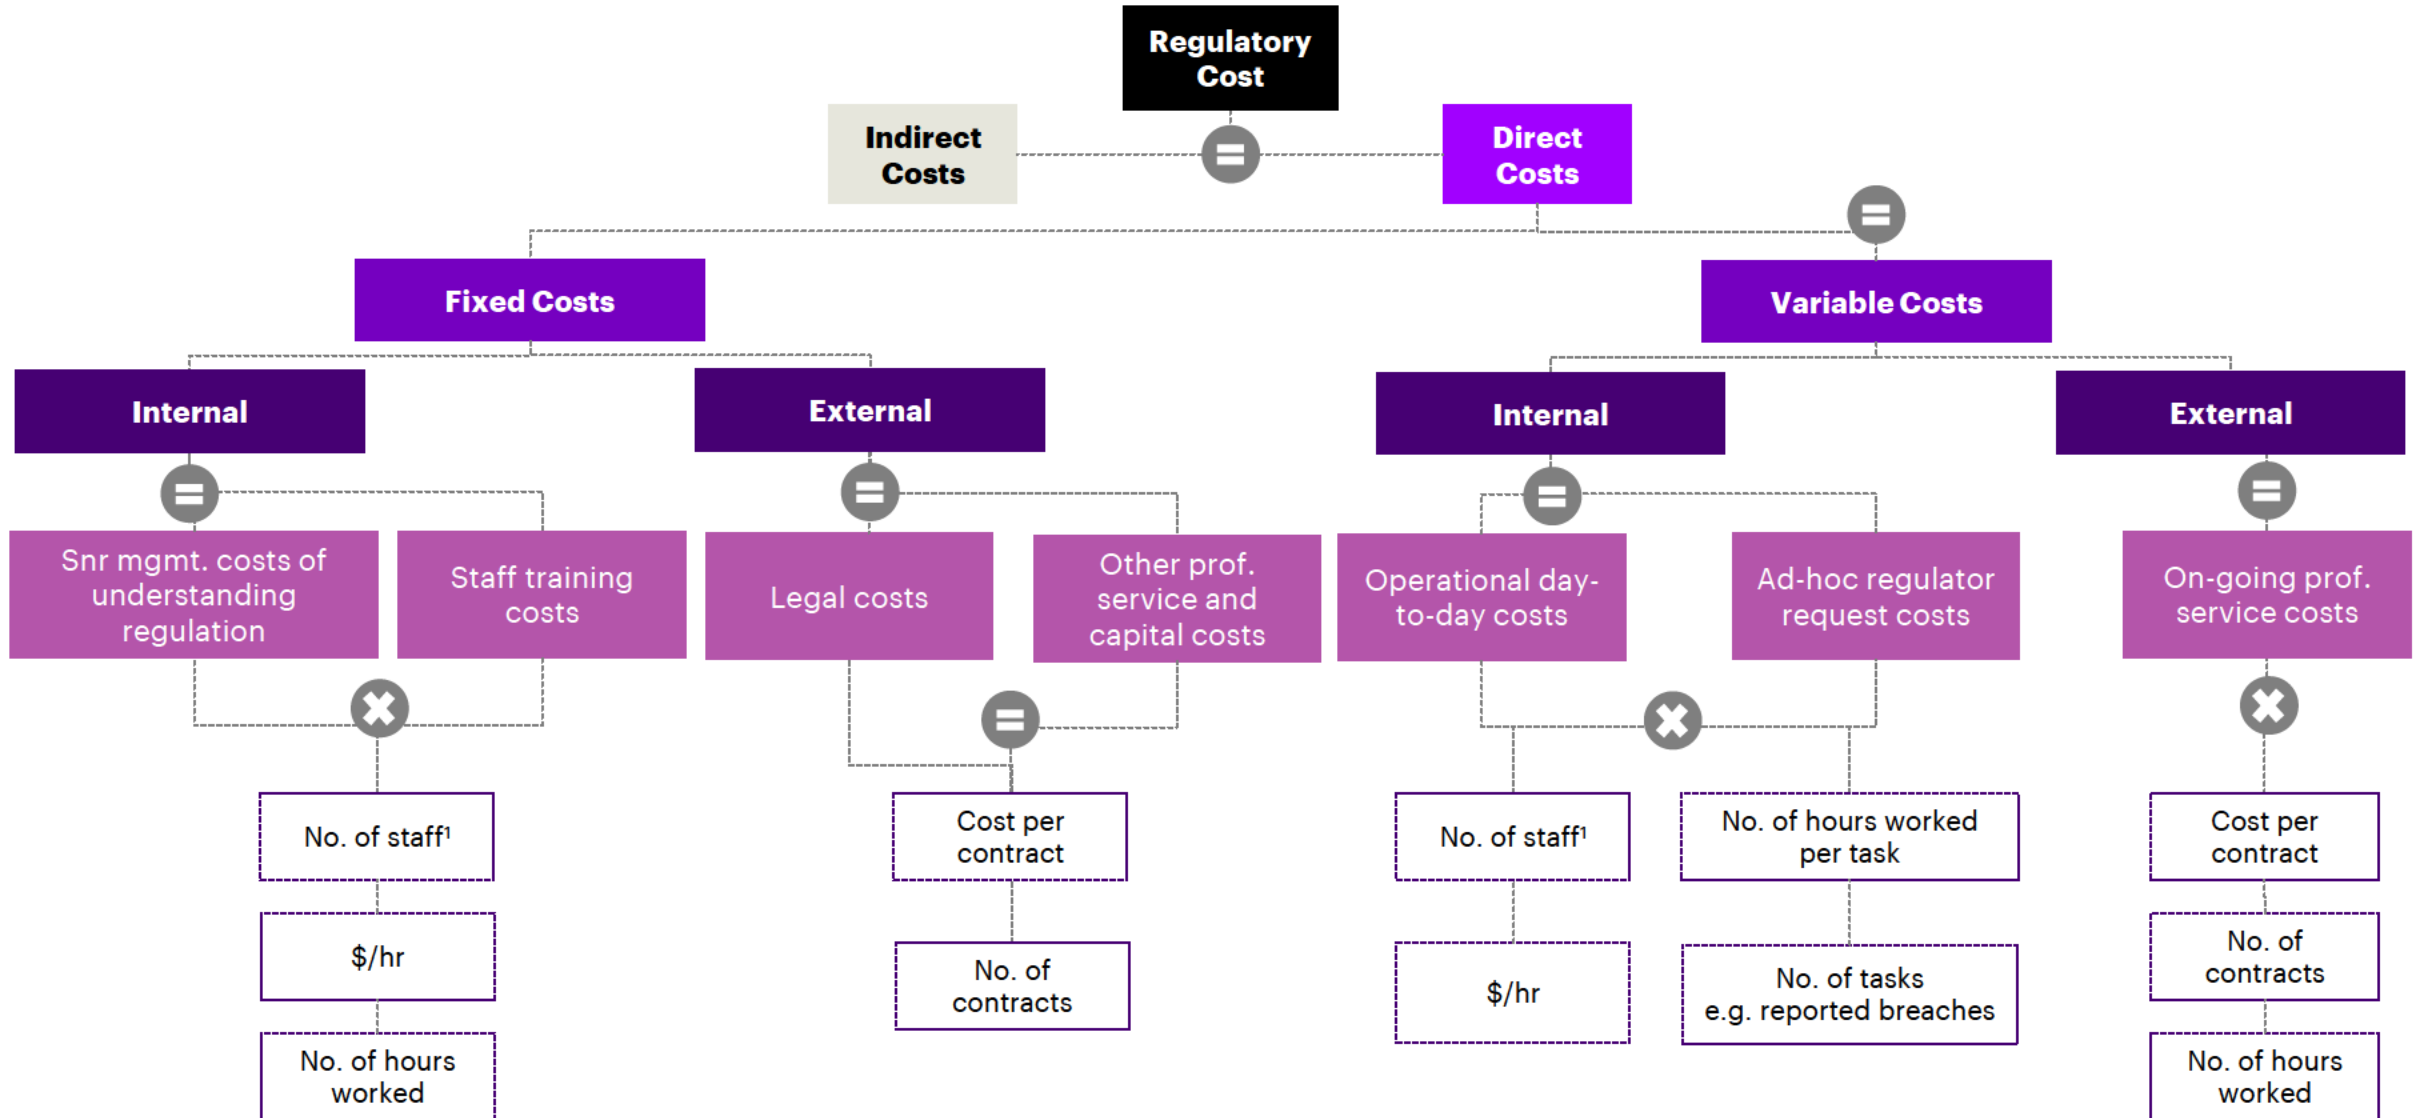 Regulatory
Cost
Indirect
Costs
Direct
Costs
Fixed Costs
Variable Costs
Internal
External
Internal
External
Snr mgmt. costs of
understanding
regulation
Staff training
costs
Legal costs
Other prof.
service and
capital costs
Operational day-
to-day costs
Ad-hoc regulator
request costs
On-going prof.
service costs
No. of staff¹
$/hr
No. of hours
worked
Cost per
contract
No. of
contracts
No. of staff¹
$/hr
No. of hours worked
per task
No. of tasks
e.g. reported breaches
Cost per
contract
No. of
contracts
No. of hours
worked